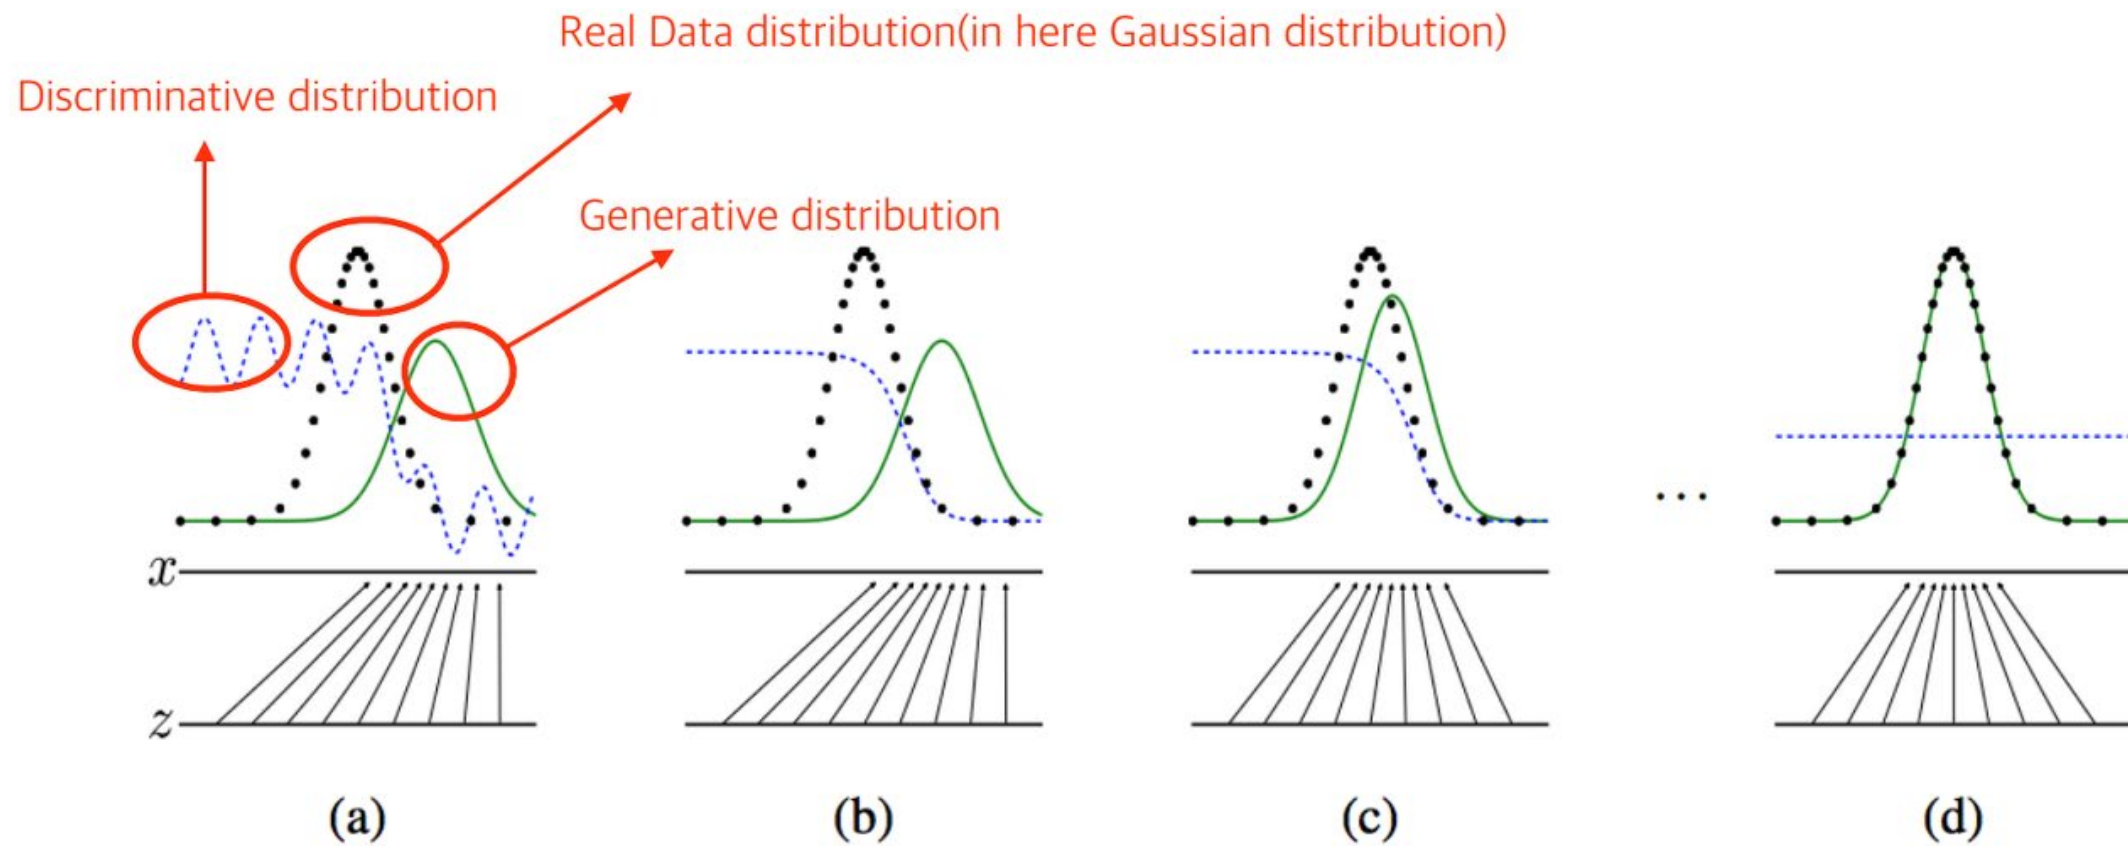 Real Data distribution(in here Gaussian distribution)
Discriminative distribution
Generative distribution
x
z
...
(a)
(b)
(c)
(d)